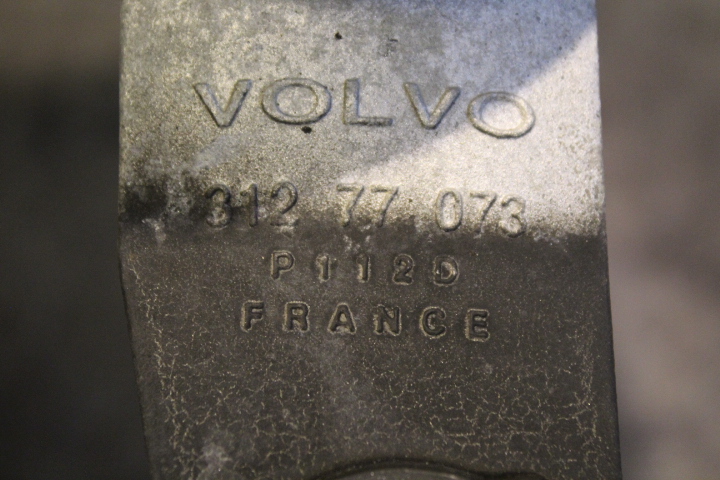 VOLVO
312 77 073
P112D
FRANCE